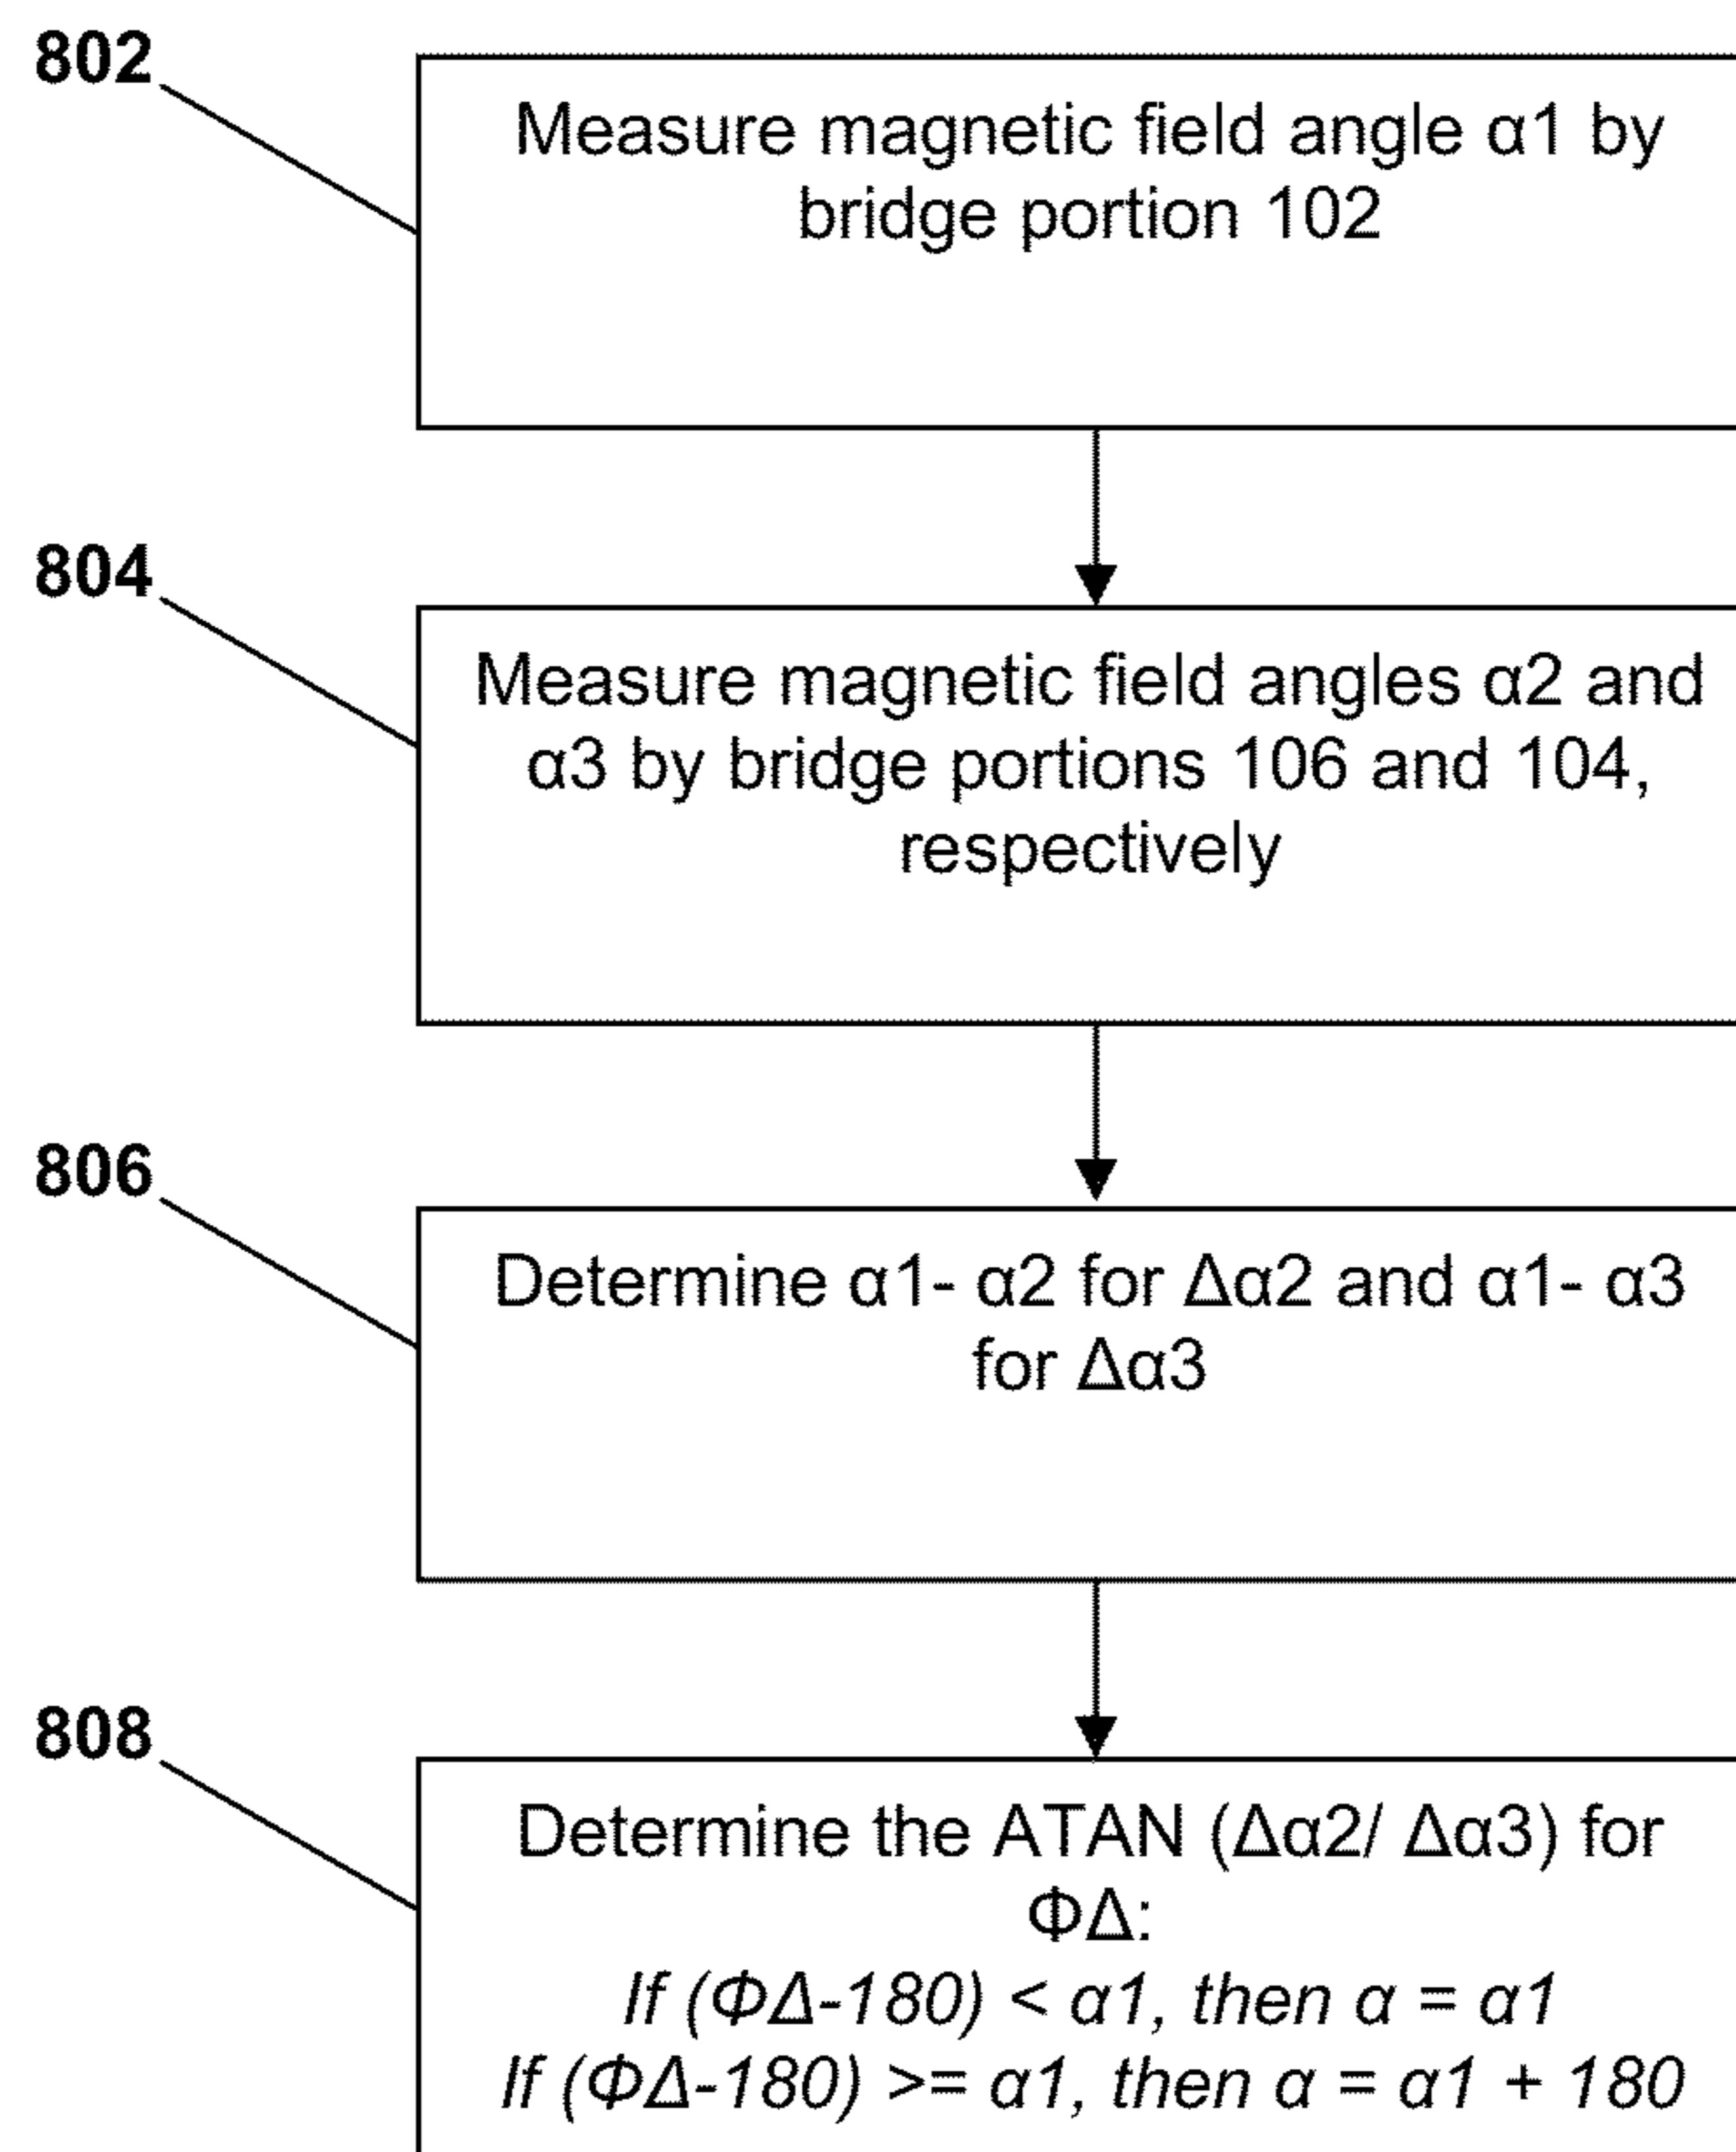 802
Measure magnetic field angle α1 by
bridge portion 102
804
Measure magnetic field angles α2 and
α3 by bridge portions 106 and 104,
respectively
806
Determine α1- α2 for Δα2 and α1- α3
for Δα3
808
Determine the ATAN (Δα2/ Δα3) for
ΦΔ:
If (ΦΔ-180) < α1, then α = α1
If (ΦΔ-180) >= α1, then α = α1 + 180